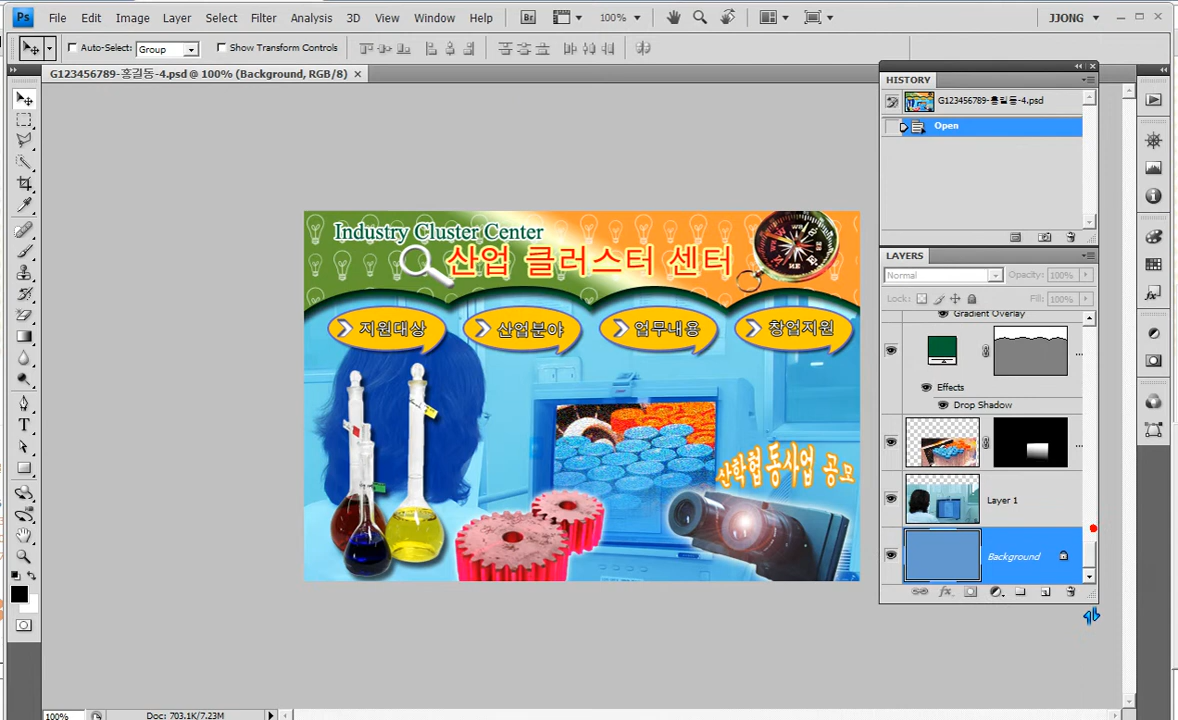 Ps File Edit Image Layer Select Filter Analysis 3D View Window Help Br 100% JJONG
Auto-Select: Group Show Transform Controls
G123456789-홍길동-4.psd @ 100% (Background, RGB/8)
HISTORY
G123456789-홍길동-4.psd
Open
LAYERS
Normal Opacity: 100%
Lock: Fill: 100%
Gradient Overlay
Effects
Drop Shadow
Layer 1
Background
Industry Cluster Center
산업 클러스터 센터
지원대상 산업분야 업무내용 창업지원
산학협동사업 공모
100% Doc: 703.1K/7.23M